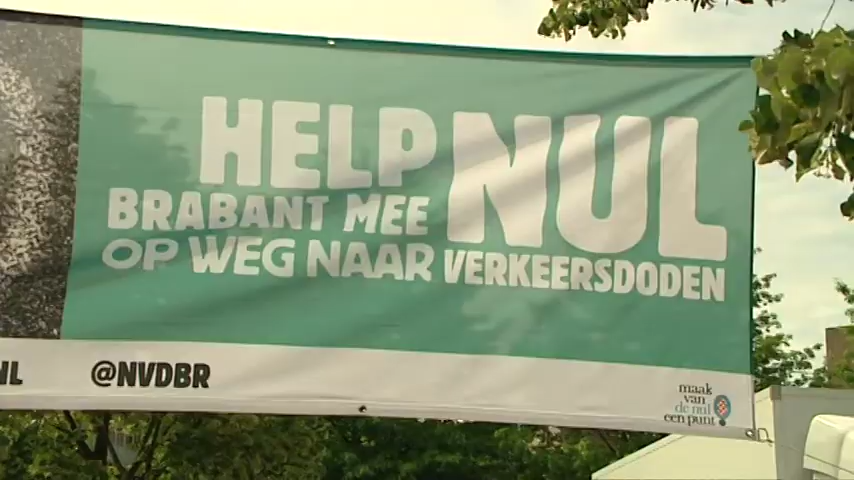 HELP NUL
BRABANT MEE
OP WEG NAAR VERKEERSDODEN
NL @NVDBR
maak
van
de nul
een punt